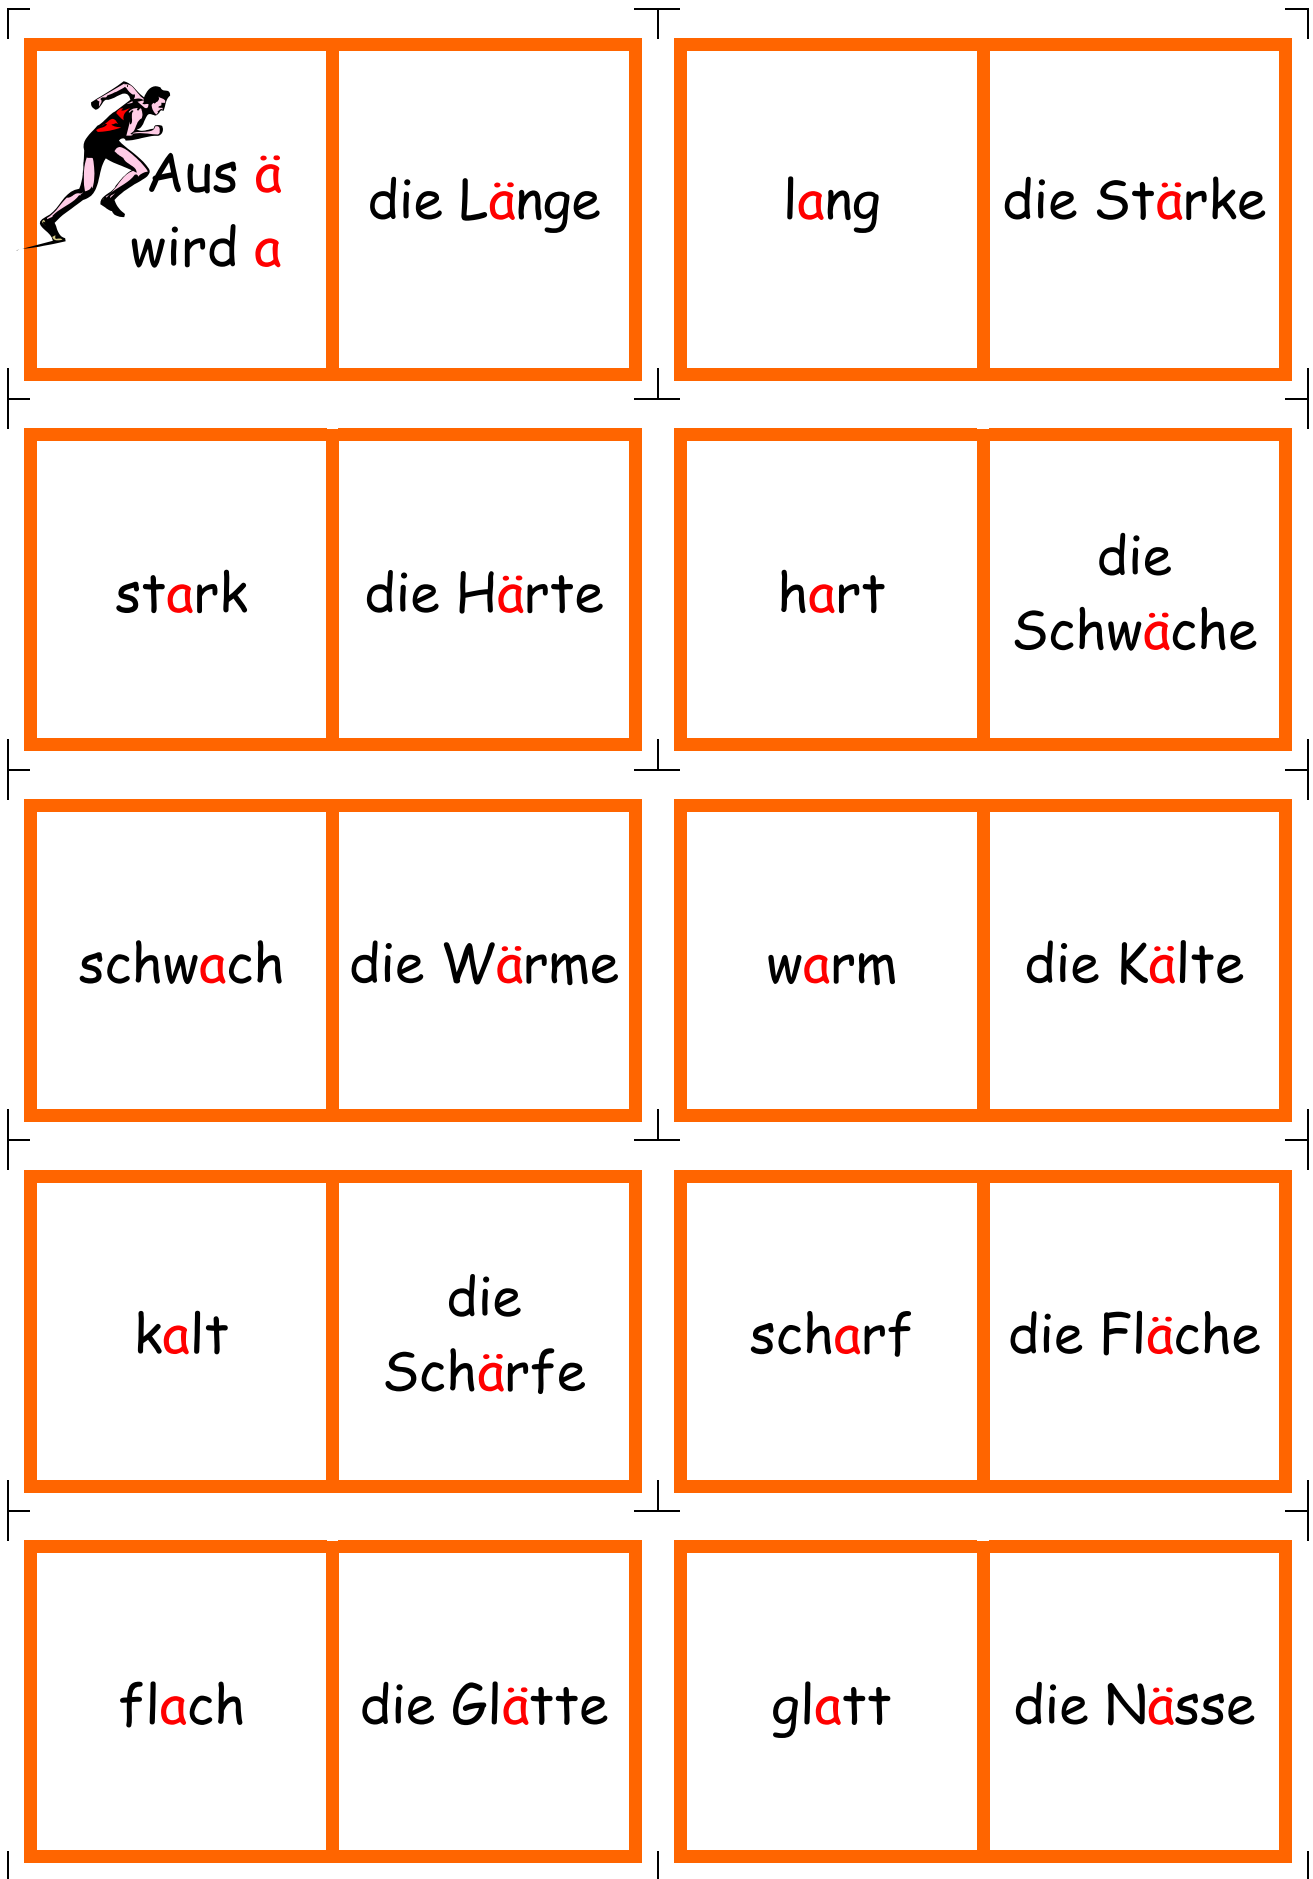 Aus ä
wird a
die Länge
lang
die Stärke
stark
die Härte
hart
die
Schwäche
schwach
die Wärme
warm
die Kälte
kalt
die
Schärfe
scharf
die Fläche
flach
die Glätte
glatt
die Nässe